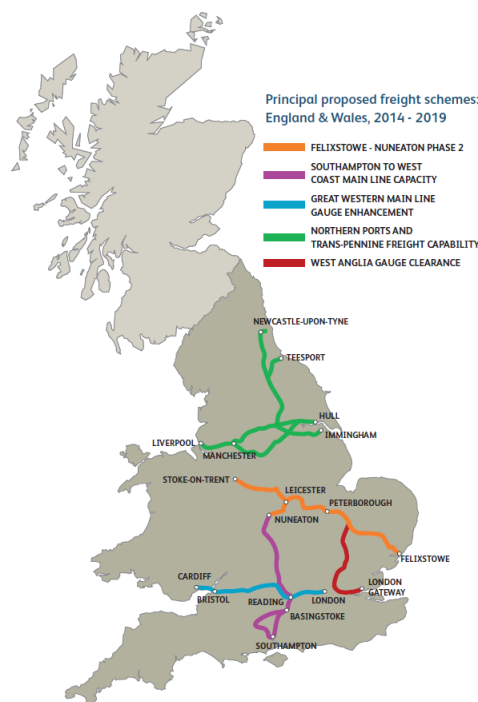 Principal proposed freight schemes:
England & Wales, 2014 - 2019
FELIXSTOWE - NUNEATON PHASE 2
SOUTHAMPTON TO WEST
COAST MAIN LINE CAPACITY
GREAT WESTERN MAIN LINE
GAUGE ENHANCEMENT
NORTHERN PORTS AND
TRANS-PENNINE FREIGHT CAPABILITY
WEST ANGLIA GAUGE CLEARANCE
NEWCASTLE-UPON-TYNE
TEESPORT
HULL
IMMINGHAM
LIVERPOOL
MANCHESTER
STOKE-ON-TRENT
LEICESTER
PETERBOROUGH
NUNEATON
FELIXSTOWE
CARDIFF
BRISTOL
READING
LONDON
LONDON
GATEWAY
BASINGSTOKE
SOUTHAMPTON